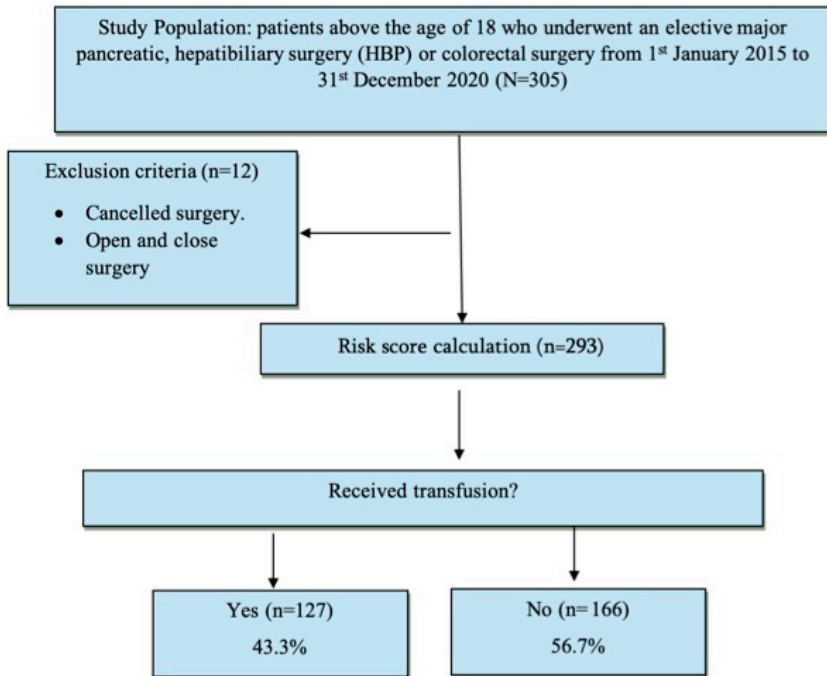 Study Population: patients above the age of 18 who underwent an elective major
pancreatic, hepatibiliary surgery (HBP) or colorectal surgery from 1st January 2015 to
31st December 2020 (N=305)
Exclusion criteria (n=12)
• Cancelled surgery.
• Open and close
surgery
Risk score calculation (n=293)
Received transfusion?
Yes (n=127)
43.3%
No (n=166)
56.7%